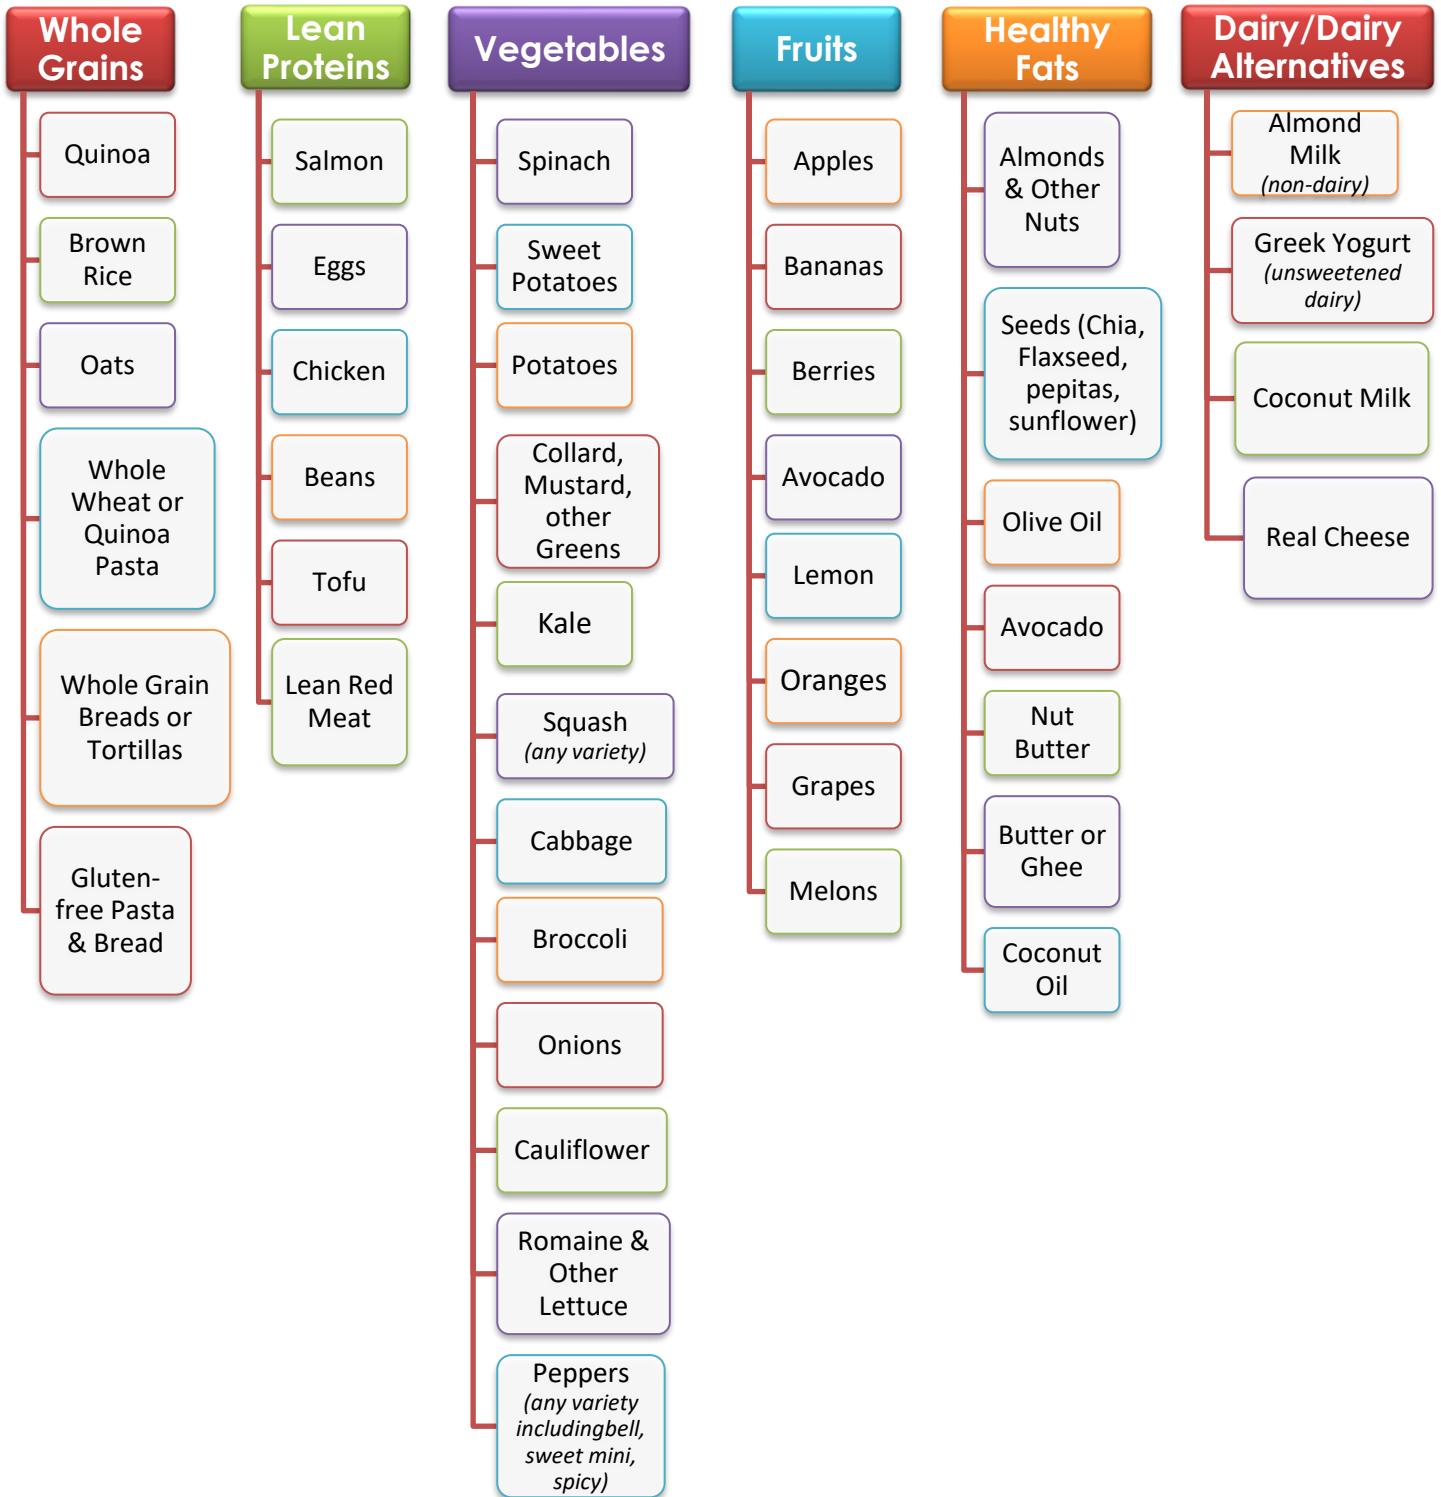 Whole
Grains
Quinoa
Brown
Rice
Oats
Whole
Wheat or
Quinoa
Pasta
Whole Grain
Breads or
Tortillas
Gluten-
free Pasta
& Bread
Lean
Proteins
Salmon
Eggs
Chicken
Beans
Tofu
Lean Red
Meat
Vegetables
Spinach
Sweet
Potatoes
Potatoes
Collard,
Mustard,
other
Greens
Kale
Squash
(any variety)
Cabbage
Broccoli
Onions
Cauliflower
Romaine &
Other
Lettuce
Peppers
(any variety
includingbell,
sweet mini,
spicy)
Fruits
Apples
Bananas
Berries
Avocado
Lemon
Oranges
Grapes
Melons
Healthy
Fats
Almonds
& Other
Nuts
Seeds (Chia,
Flaxseed,
pepitas,
sunflower)
Olive Oil
Avocado
Nut
Butter
Butter or
Ghee
Coconut
Oil
Dairy/Dairy
Alternatives
Almond
Milk
(non-dairy)
Greek Yogurt
(unsweetened
dairy)
Coconut Milk
Real Cheese